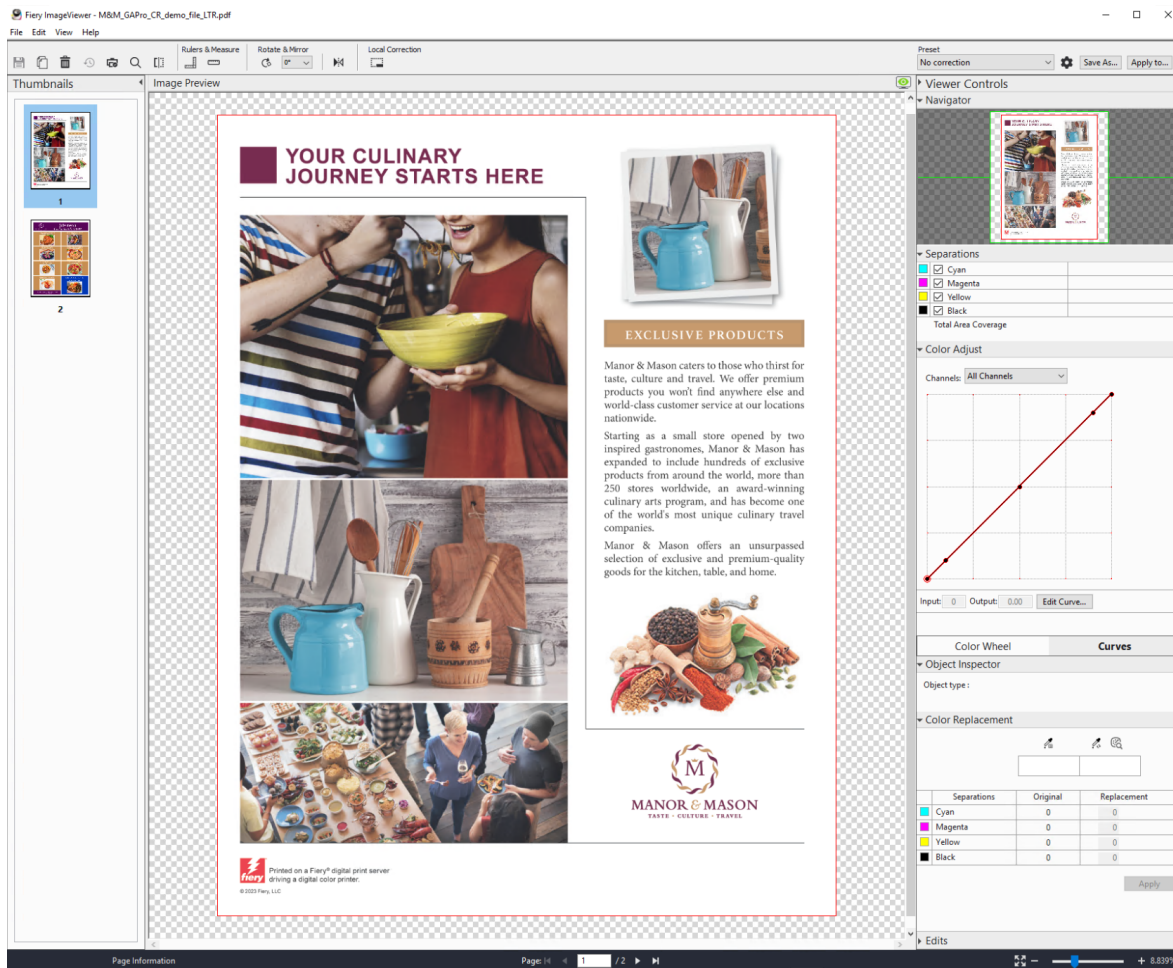 Fiery ImageViewer - M&M_GAPro_CR_demo_file_LTR.pdf
File Edit View Help
Rulers & Measure
Rotate & Mirror
Local Correction
0°
Preset
No correction
Save As...
Apply to...
Thumbnails
1
2
Image Preview
YOUR CULINARY
JOURNEY STARTS HERE
EXCLUSIVE PRODUCTS
Manor & Mason caters to those who thirst for
taste, culture and travel. We offer premium
products you won't find anywhere else and
world-class customer service at our locations
nationwide.
Starting as a small store opened by two
inspired gastronomes, Manor & Mason has
expanded to include hundreds of exclusive
products from around the world, more than
250 stores worldwide, an award-winning
culinary arts program, and has become one
of the world's most unique culinary travel
companies.
Manor & Mason offers an unsurpassed
selection of exclusive and premium-quality
goods for the kitchen, table, and home.
M
MANOR & MASON
TASTE · CULTURE · TRAVEL
fiery
Printed on a Fiery® digital print server
driving a digital color printer.
© 2023 Fiery, LLC
Viewer Controls
Navigator
Separations
Cyan
Magenta
Yellow
Black
Total Area Coverage
Color Adjust
Channels: All Channels
Input: 0 Output: 0.00 Edit Curve...
Color Wheel Curves
Object Inspector
Object type :
Color Replacement
Separations Original Replacement
Cyan 0 0
Magenta 0 0
Yellow 0 0
Black 0 0
Apply
Edits
Page Information
Page: 1 / 2